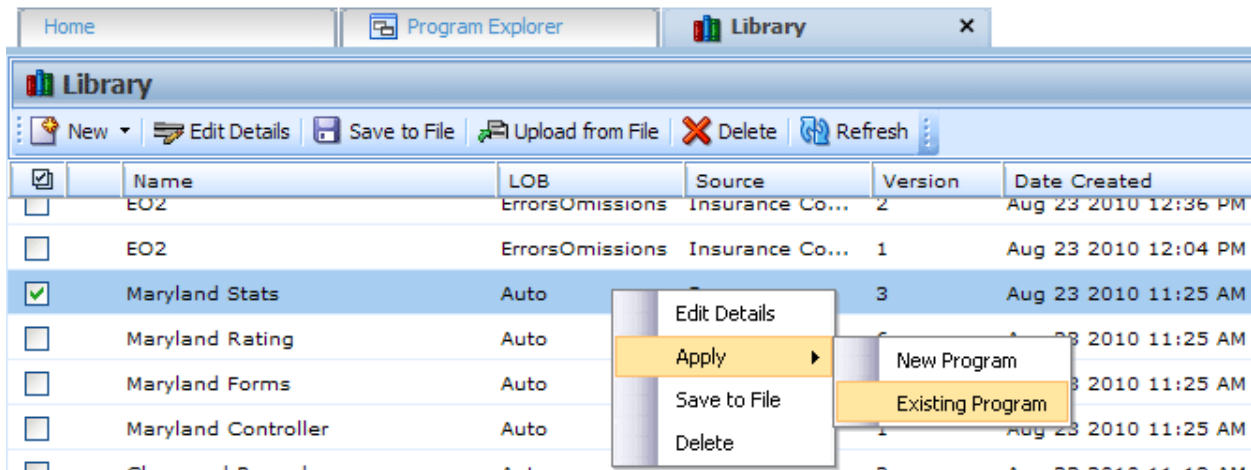 Home Program Explorer Library
Library
New Edit Details Save to File Upload from File Delete Refresh
Name LOB Source Version Date Created
EO2 ErrorsOmissions Insurance Co... 2 Aug 23 2010 12:36 PM
EO2 ErrorsOmissions Insurance Co... 1 Aug 23 2010 12:04 PM
Maryland Stats Auto 3 Aug 23 2010 11:25 AM
Edit Details
Maryland Rating Auto 2010 11:25 AM
Apply New Program
Maryland Forms Auto 2010 11:25 AM
Save to File Existing Program
Maryland Controller Auto 1 Aug 23 2010 11:25 AM
Delete